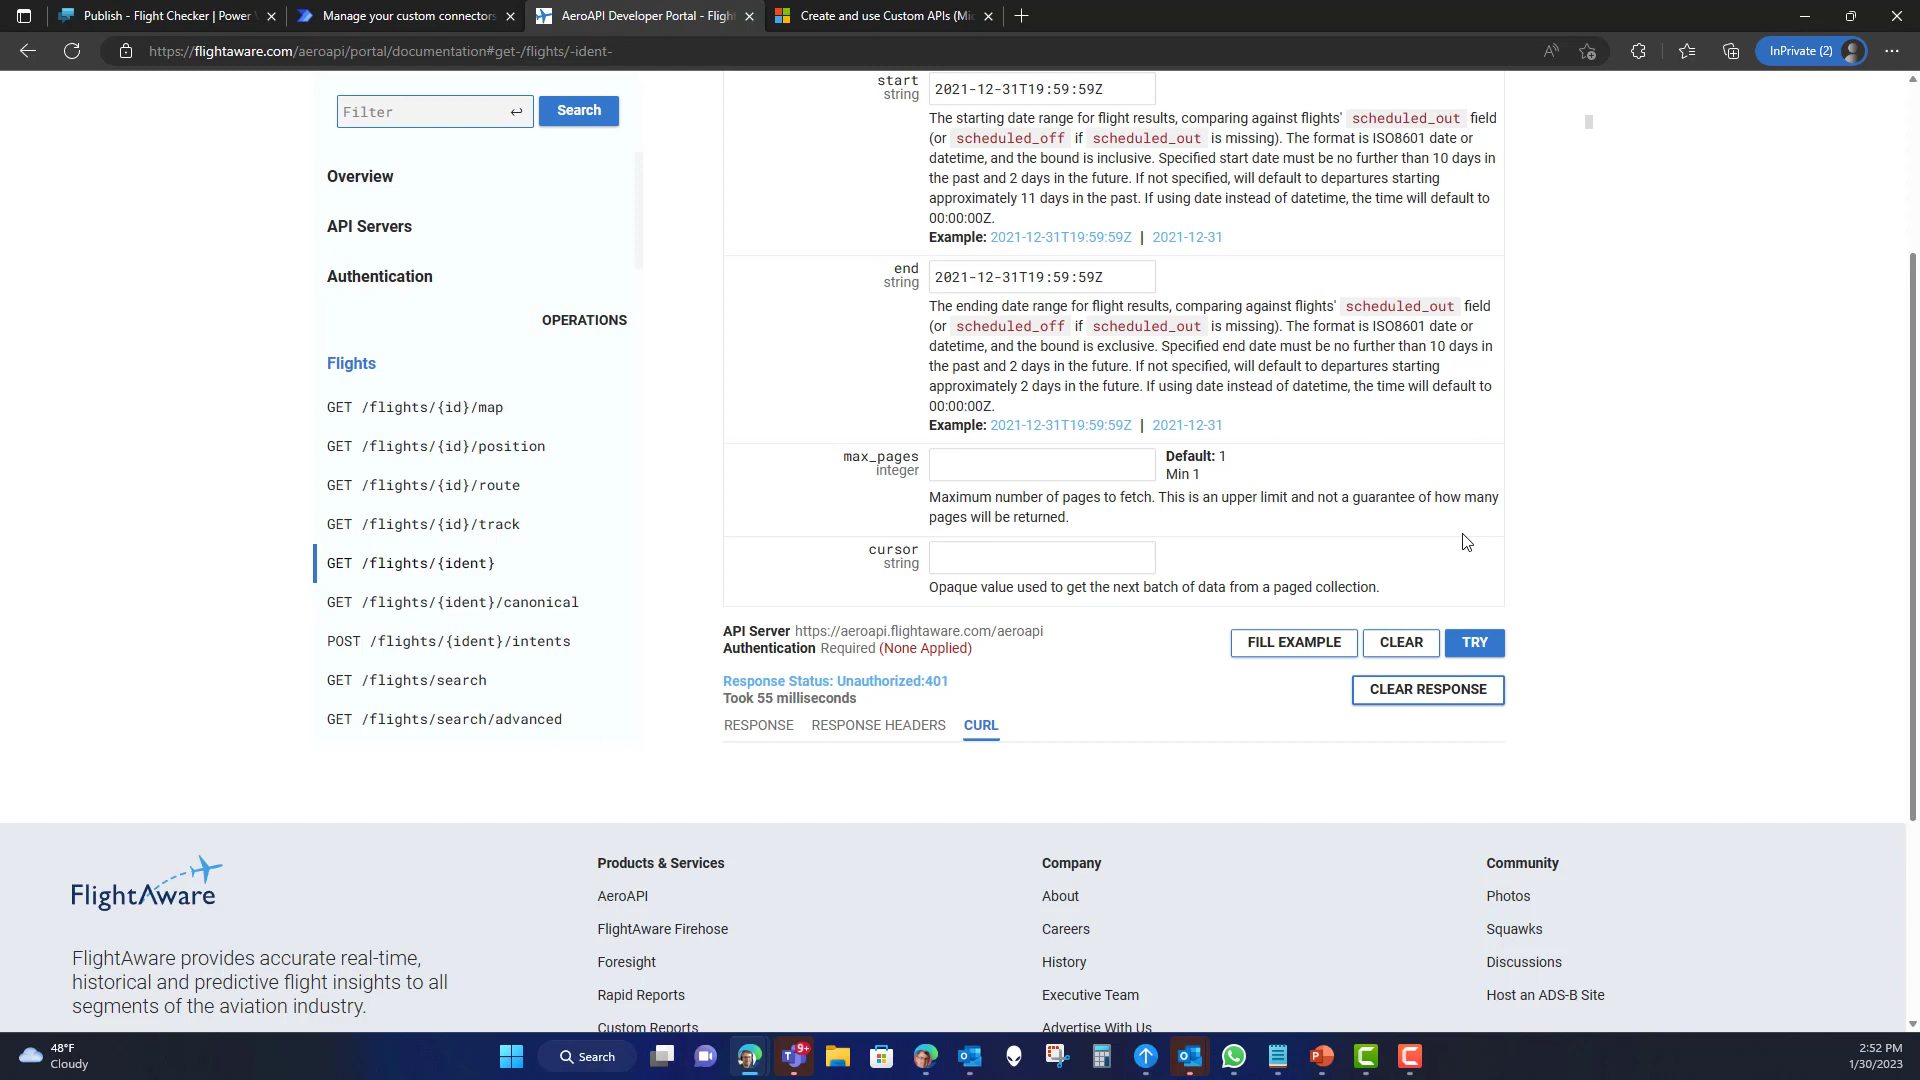 Publish - Flight Checker | Power
Manage your custom connectors
AeroAPI Developer Portal - Fligh
Create and use Custom APIs (Mi
https://flightaware.com/aeroapi/portal/documentation#get-/flights/-ident-
InPrivate (2)
Filter
Search
Overview
API Servers
Authentication
OPERATIONS
Flights
GET /flights/{id}/map
GET /flights/{id}/position
GET /flights/{id}/route
GET /flights/{id}/track
GET /flights/{ident}
GET /flights/{ident}/canonical
POST /flights/{ident}/intents
GET /flights/search
GET /flights/search/advanced
start
string
2021-12-31T19:59:59Z
The starting date range for flight results, comparing against flights' scheduled_out field
(or scheduled_off if scheduled_out is missing). The format is ISO8601 date or
datetime, and the bound is inclusive. Specified start date must be no further than 10 days in
the past and 2 days in the future. If not specified, will default to departures starting
approximately 11 days in the past. If using date instead of datetime, the time will default to
00:00:00Z.
Example: 2021-12-31T19:59:59Z | 2021-12-31
end
string
2021-12-31T19:59:59Z
The ending date range for flight results, comparing against flights' scheduled_out field
(or scheduled_off if scheduled_out is missing). The format is ISO8601 date or
datetime, and the bound is exclusive. Specified end date must be no further than 10 days in
the past and 2 days in the future. If not specified, will default to departures starting
approximately 2 days in the future. If using date instead of datetime, the time will default to
00:00:00Z.
Example: 2021-12-31T19:59:59Z | 2021-12-31
max_pages
integer
Default: 1
Min 1
Maximum number of pages to fetch. This is an upper limit and not a guarantee of how many
pages will be returned.
cursor
string
Opaque value used to get the next batch of data from a paged collection.
API Server https://aeroapi.flightaware.com/aeroapi
Authentication Required (None Applied)
FILL EXAMPLE
CLEAR
TRY
Response Status: Unauthorized:401
Took 55 milliseconds
CLEAR RESPONSE
RESPONSE
RESPONSE HEADERS
CURL
FlightAware
FlightAware provides accurate real-time,
historical and predictive flight insights to all
segments of the aviation industry.
Products & Services
AeroAPI
FlightAware Firehose
Foresight
Rapid Reports
Custom Reports
Company
About
Careers
History
Executive Team
Advertise With Us
Community
Photos
Squawks
Discussions
Host an ADS-B Site
48°F
Cloudy
Search
9+
2:52 PM
1/30/2023